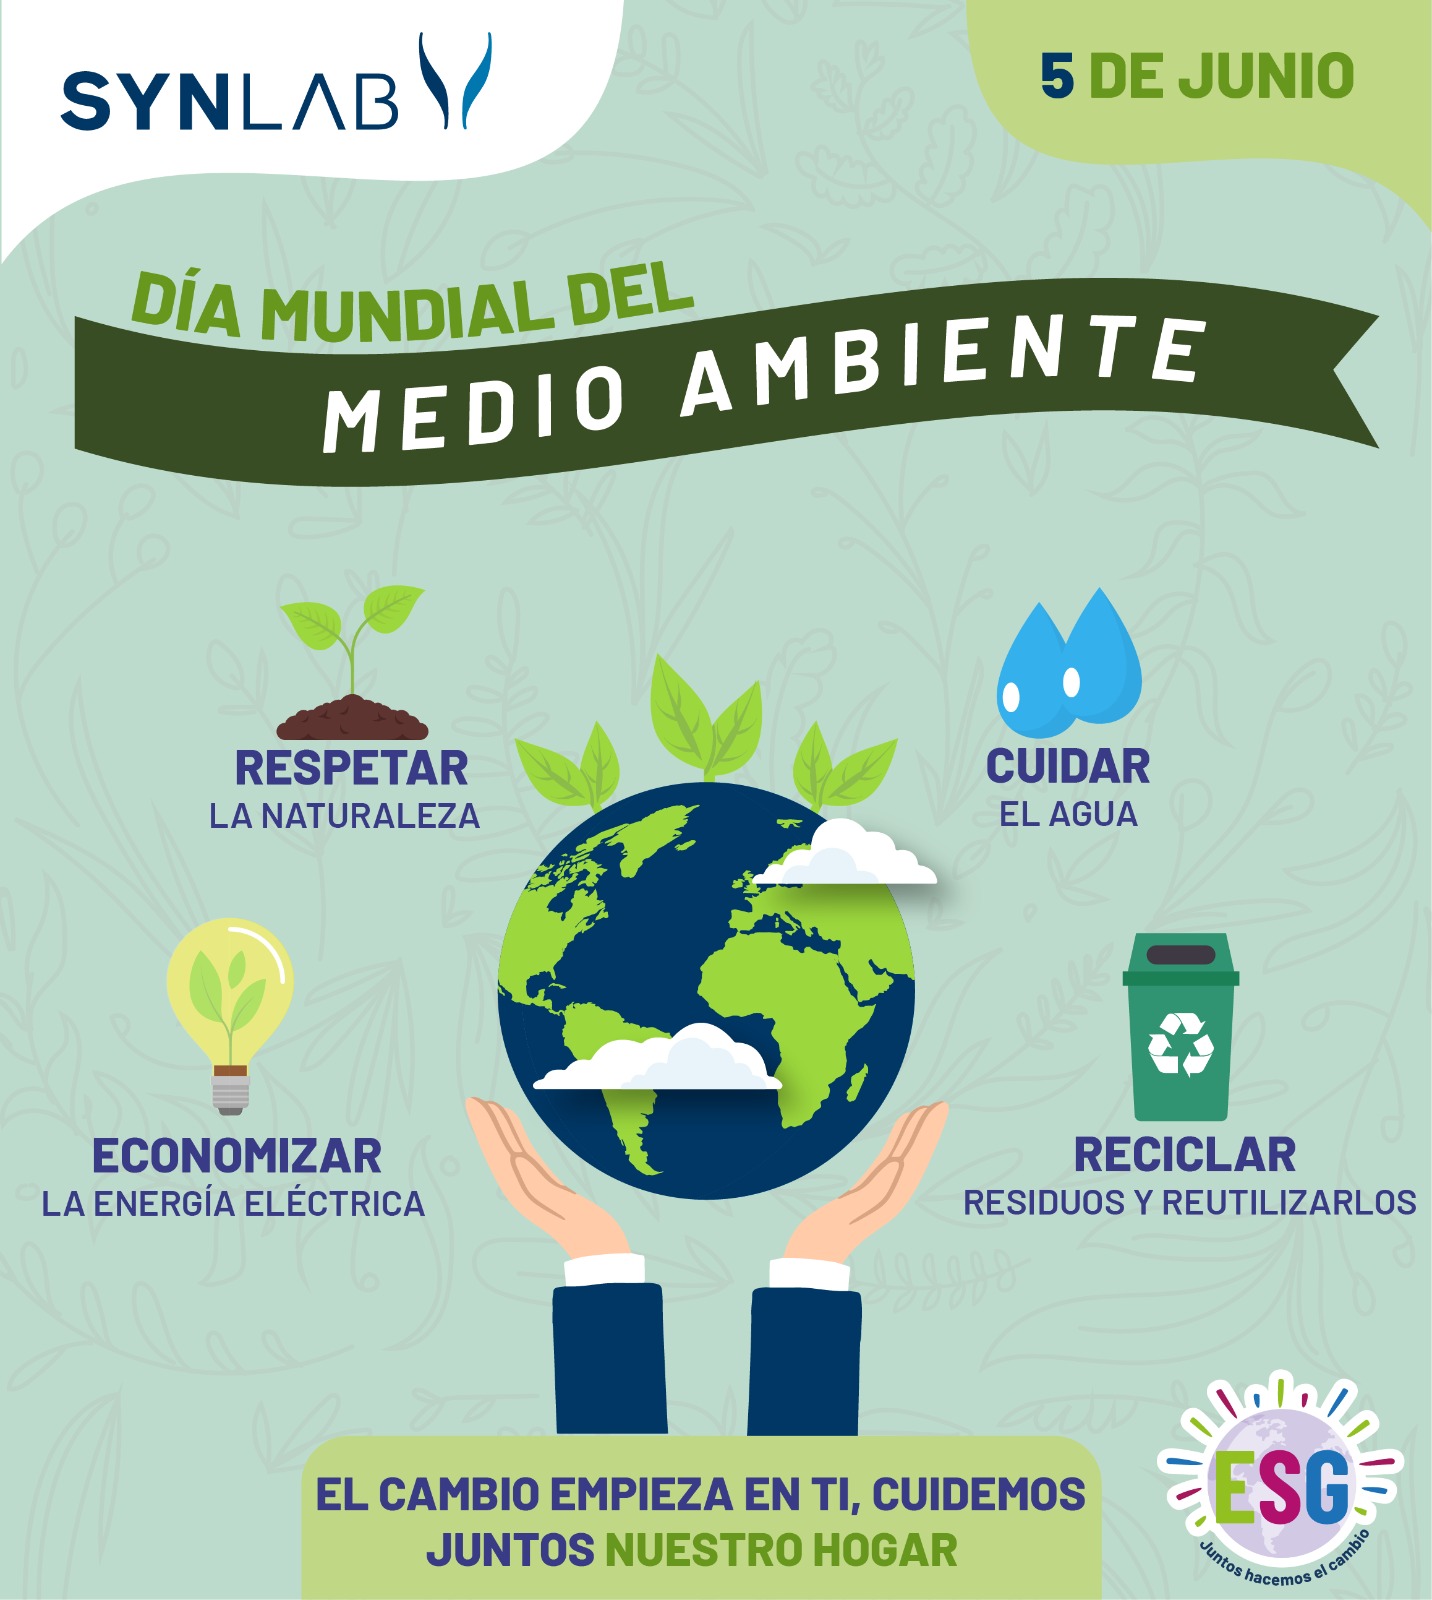 SYNLAB
5 DE JUNIO
DÍA MUNDIAL DEL
MEDIO AMBIENTE
RESPETAR
LA NATURALEZA
CUIDAR
EL AGUA
ECONOMIZAR
LA ENERGÍA ELÉCTRICA
RECICLAR
RESIDUOS Y REUTILIZARLOS
EL CAMBIO EMPIEZA EN TI, CUIDEMOS
JUNTOS NUESTRO HOGAR
ESG
Juntos hacemos el cambio